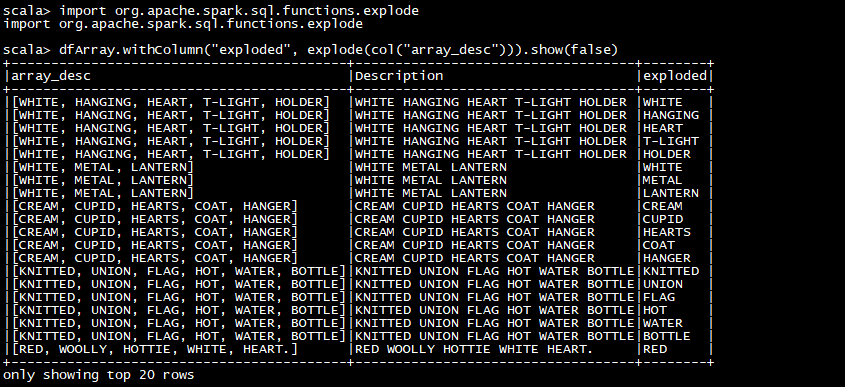 scala> import org.apache.spark.sql.functions.explode
import org.apache.spark.sql.functions.explode

scala> dfArray.withColumn("exploded", explode(col("array_desc"))).show(false)
+------------------------------------------+-----------------------------------+--------+
|array_desc                                |Description                        |exploded|
+------------------------------------------+-----------------------------------+--------+
|[WHITE, HANGING, HEART, T-LIGHT, HOLDER]  |WHITE HANGING HEART T-LIGHT HOLDER |WHITE   |
|[WHITE, HANGING, HEART, T-LIGHT, HOLDER]  |WHITE HANGING HEART T-LIGHT HOLDER |HANGING |
|[WHITE, HANGING, HEART, T-LIGHT, HOLDER]  |WHITE HANGING HEART T-LIGHT HOLDER |HEART   |
|[WHITE, HANGING, HEART, T-LIGHT, HOLDER]  |WHITE HANGING HEART T-LIGHT HOLDER |T-LIGHT |
|[WHITE, HANGING, HEART, T-LIGHT, HOLDER]  |WHITE HANGING HEART T-LIGHT HOLDER |HOLDER  |
|[WHITE, METAL, LANTERN]                   |WHITE METAL LANTERN                |WHITE   |
|[WHITE, METAL, LANTERN]                   |WHITE METAL LANTERN                |METAL   |
|[WHITE, METAL, LANTERN]                   |WHITE METAL LANTERN                |LANTERN |
|[CREAM, CUPID, HEARTS, COAT, HANGER]      |CREAM CUPID HEARTS COAT HANGER     |CREAM   |
|[CREAM, CUPID, HEARTS, COAT, HANGER]      |CREAM CUPID HEARTS COAT HANGER     |CUPID   |
|[CREAM, CUPID, HEARTS, COAT, HANGER]      |CREAM CUPID HEARTS COAT HANGER     |HEARTS  |
|[CREAM, CUPID, HEARTS, COAT, HANGER]      |CREAM CUPID HEARTS COAT HANGER     |COAT    |
|[CREAM, CUPID, HEARTS, COAT, HANGER]      |CREAM CUPID HEARTS COAT HANGER     |HANGER  |
|[KNITTED, UNION, FLAG, HOT, WATER, BOTTLE]|KNITTED UNION FLAG HOT WATER BOTTLE|KNITTED |
|[KNITTED, UNION, FLAG, HOT, WATER, BOTTLE]|KNITTED UNION FLAG HOT WATER BOTTLE|UNION   |
|[KNITTED, UNION, FLAG, HOT, WATER, BOTTLE]|KNITTED UNION FLAG HOT WATER BOTTLE|FLAG    |
|[KNITTED, UNION, FLAG, HOT, WATER, BOTTLE]|KNITTED UNION FLAG HOT WATER BOTTLE|HOT     |
|[KNITTED, UNION, FLAG, HOT, WATER, BOTTLE]|KNITTED UNION FLAG HOT WATER BOTTLE|WATER   |
|[KNITTED, UNION, FLAG, HOT, WATER, BOTTLE]|KNITTED UNION FLAG HOT WATER BOTTLE|BOTTLE  |
|[RED, WOOLLY, HOTTIE, WHITE, HEART.]      |RED WOOLLY HOTTIE WHITE HEART.     |RED     |
+------------------------------------------+-----------------------------------+--------+
only showing top 20 rows